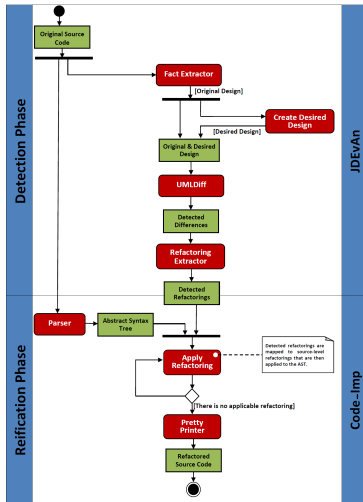 Original Source
Code
Fact Extractor
[Original Design]
Create Desired
Design
[Desired Design]
Original & Desired
Design
UMLDiff
Detected
Differences
Refactoring
Extractor
Detected
Refactorings
Detection Phase
JDEvAn
Parser
Abstract Syntax
Tree
Apply
Refactoring
Detected refactorings are
mapped to source-level
refactorings that are then
applied to the AST.
[There is no applicable refactoring]
Pretty
Printer
Refactored
Source Code
Reification Phase
Code-Imp